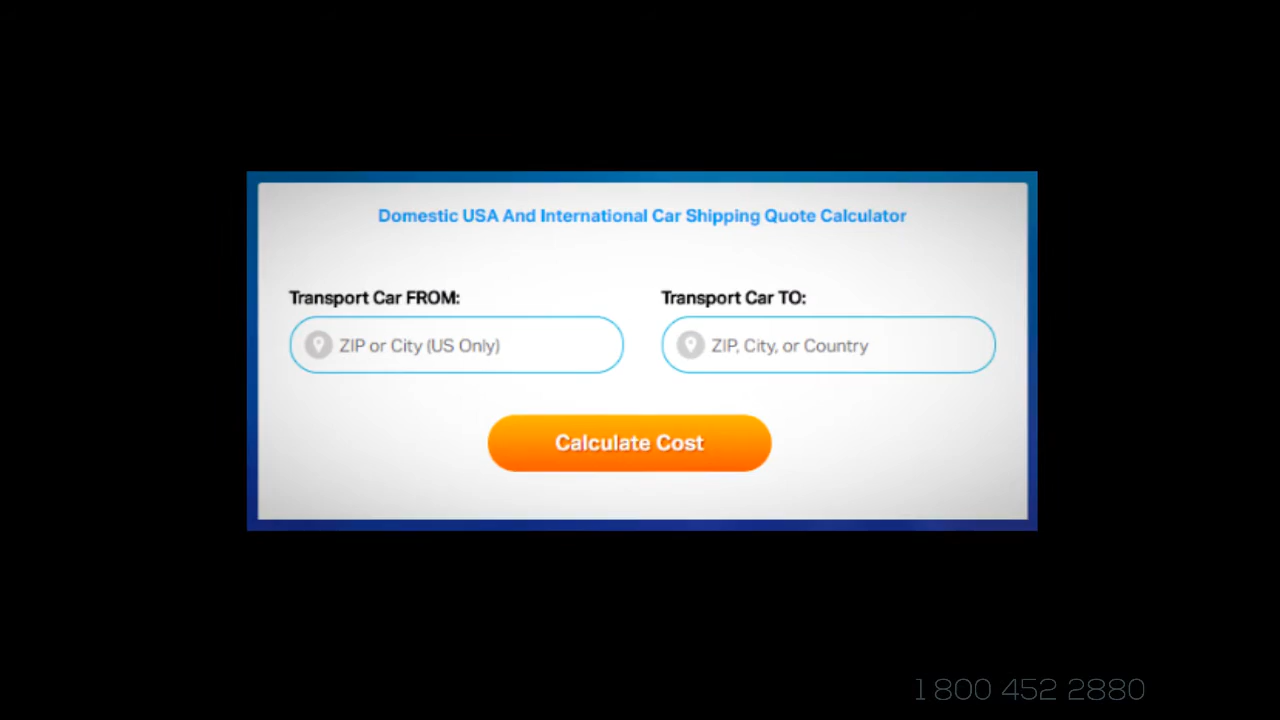 Domestic USA And International Car Shipping Quote Calculator
Transport Car FROM:
Transport Car TO:
ZIP or City (US Only)
ZIP, City, or Country
Calculate Cost
1 800 452 2880